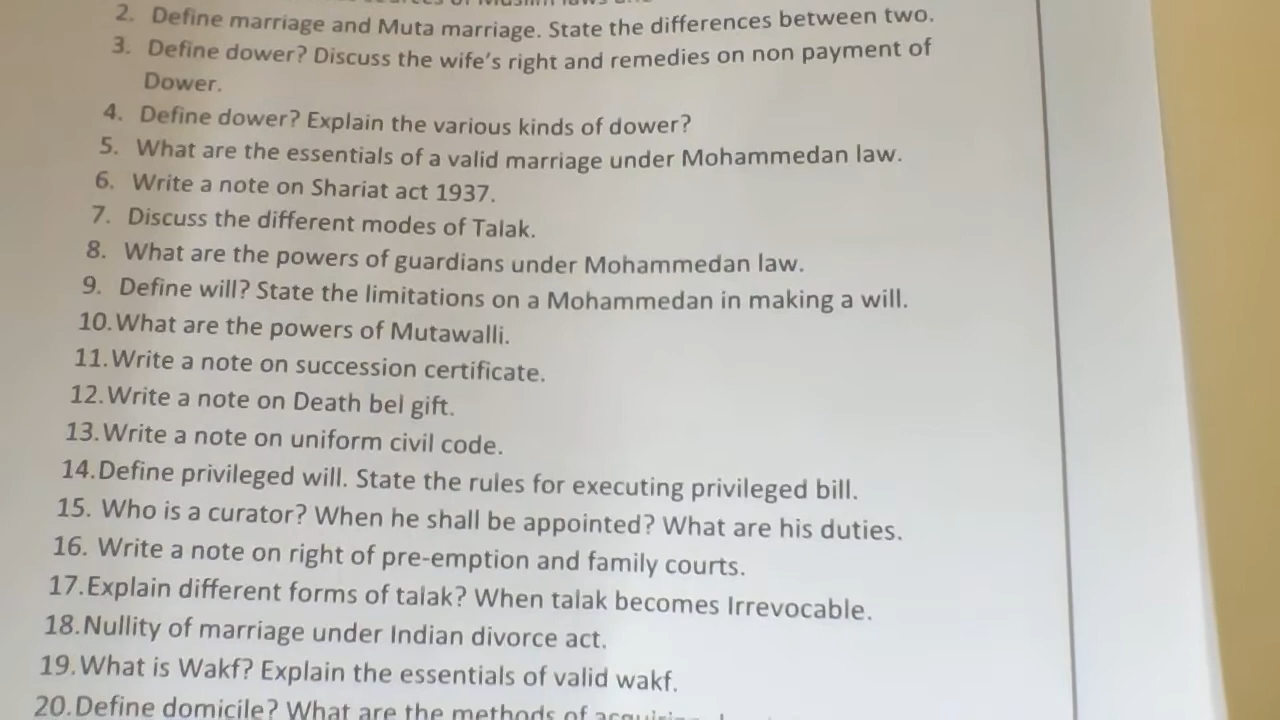 of Muslim laws and
2. Define marriage and Muta marriage. State the differences between two.
3. Define dower? Discuss the wife's right and remedies on non payment of
Dower.
4. Define dower? Explain the various kinds of dower?
5. What are the essentials of a valid marriage under Mohammedan law.
6. Write a note on Shariat act 1937.
7. Discuss the different modes of Talak.
8. What are the powers of guardians under Mohammedan law.
9. Define will? State the limitations on a Mohammedan in making a will.
10.What are the powers of Mutawalli.
11.Write a note on succession certificate.
12.Write a note on Death bel gift.
13.Write a note on uniform civil code.
14.Define privileged will. State the rules for executing privileged bill.
15. Who is a curator? When he shall be appointed? What are his duties.
16. Write a note on right of pre-emption and family courts.
17.Explain different forms of talak? When talak becomes Irrevocable.
18.Nullity of marriage under Indian divorce act.
19.What is Wakf? Explain the essentials of valid wakf.
20.Define domicile? What are the methods of